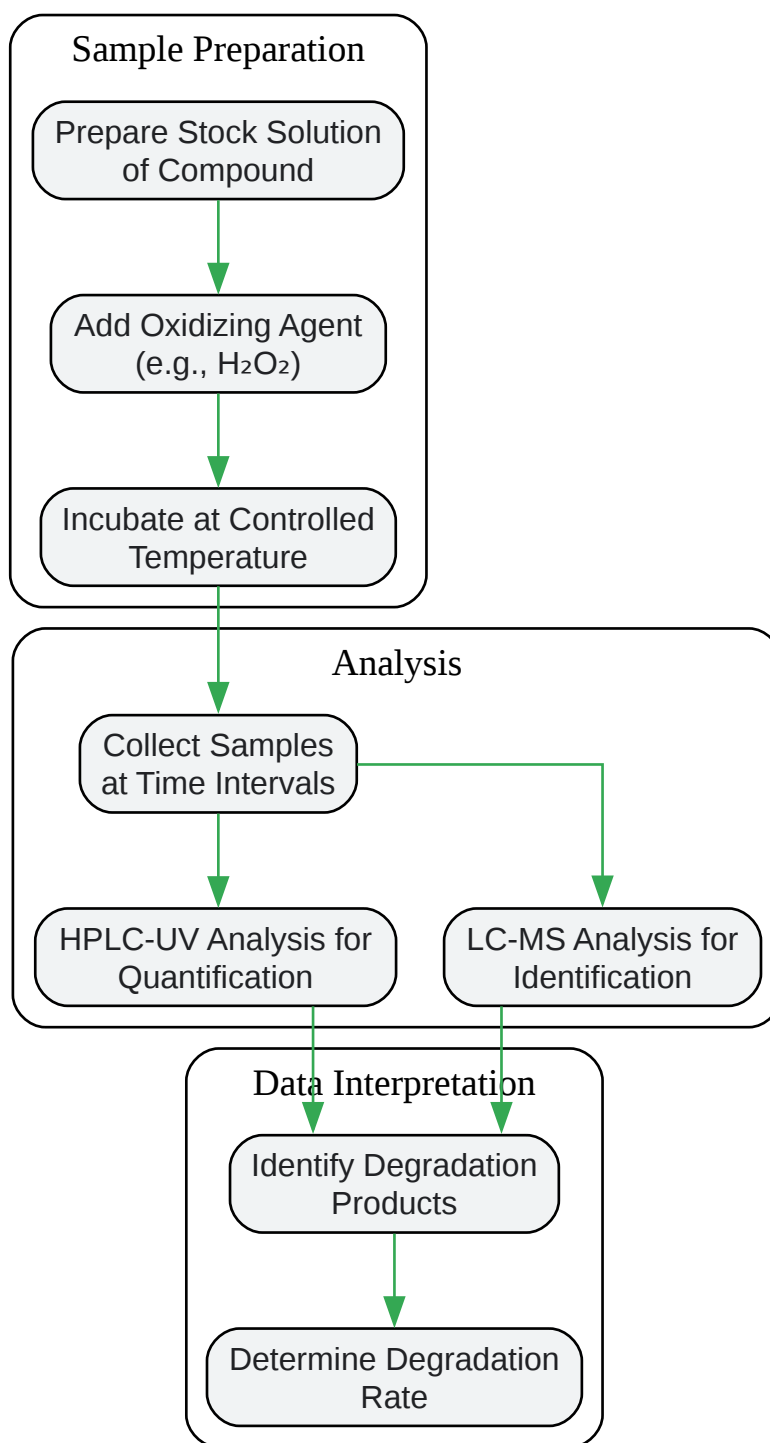 Sample Preparation
Prepare Stock Solution
of Compound
Add Oxidizing Agent
(e.g., H₂O₂)
Incubate at Controlled
Temperature
Analysis
Collect Samples
at Time Intervals
HPLC-UV Analysis for
Quantification
LC-MS Analysis for
Identification
Data Interpretation
Identify Degradation
Products
Determine Degradation
Rate